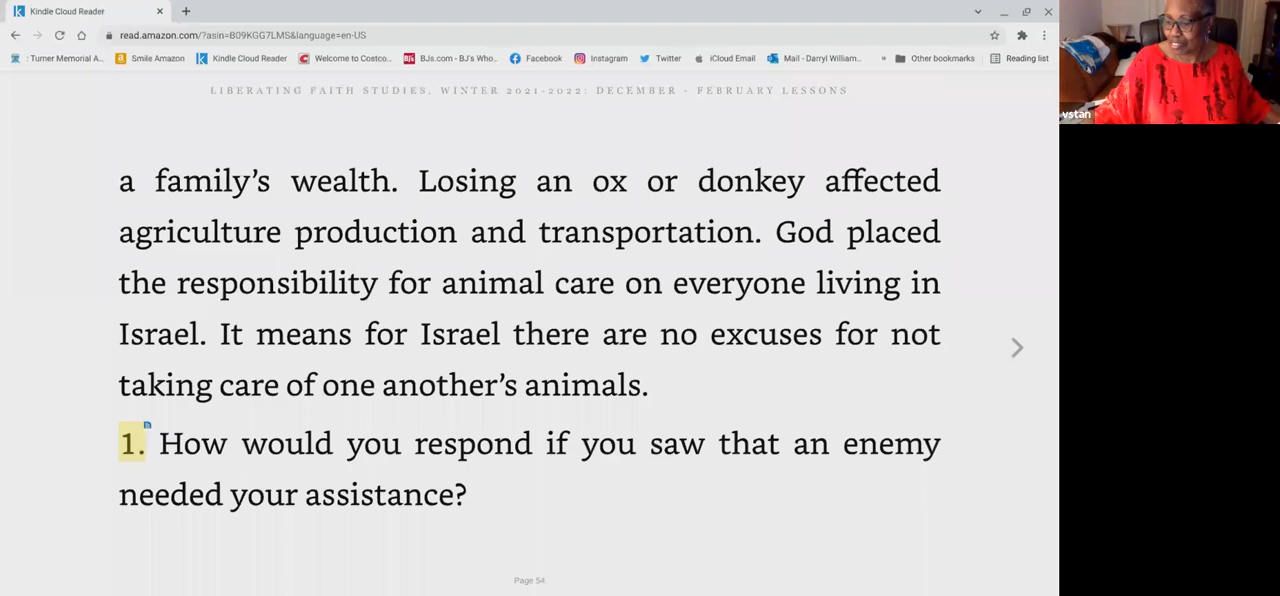 Kindle Cloud Reader
read.amazon.com/?asin=B09KGG7LMS&language=en-US
: Turner Memorial A... Smile Amazon Kindle Cloud Reader Welcome to Costco... BJs.com - BJ's Who... Facebook Instagram Twitter iCloud Email Mail - Darryl William... » Other bookmarks Reading list
LIBERATING FAITH STUDIES, WINTER 2021-2022: DECEMBER - FEBRUARY LESSONS
a family's wealth. Losing an ox or donkey affected
agriculture production and transportation. God placed
the responsibility for animal care on everyone living in
Israel. It means for Israel there are no excuses for not
taking care of one another's animals.
1. How would you respond if you saw that an enemy
needed your assistance?
Page 54
vstan